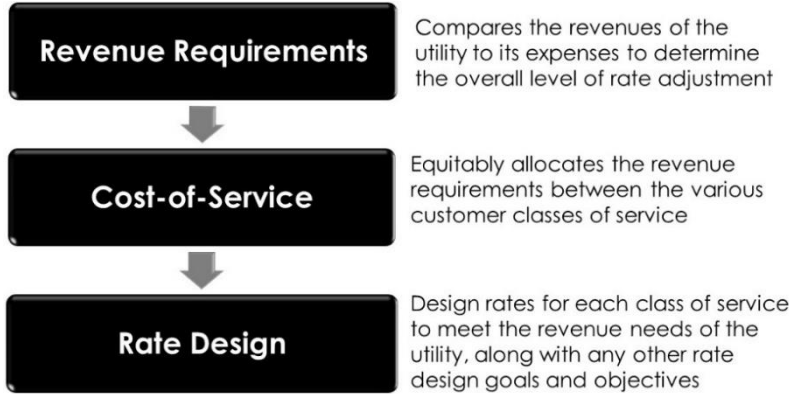 Revenue Requirements
Compares the revenues of the
utility to its expenses to determine
the overall level of rate adjustment
Cost-of-Service
Equitably allocates the revenue
requirements between the various
customer classes of service
Rate Design
Design rates for each class of service
to meet the revenue needs of the
utility, along with any other rate
design goals and objectives